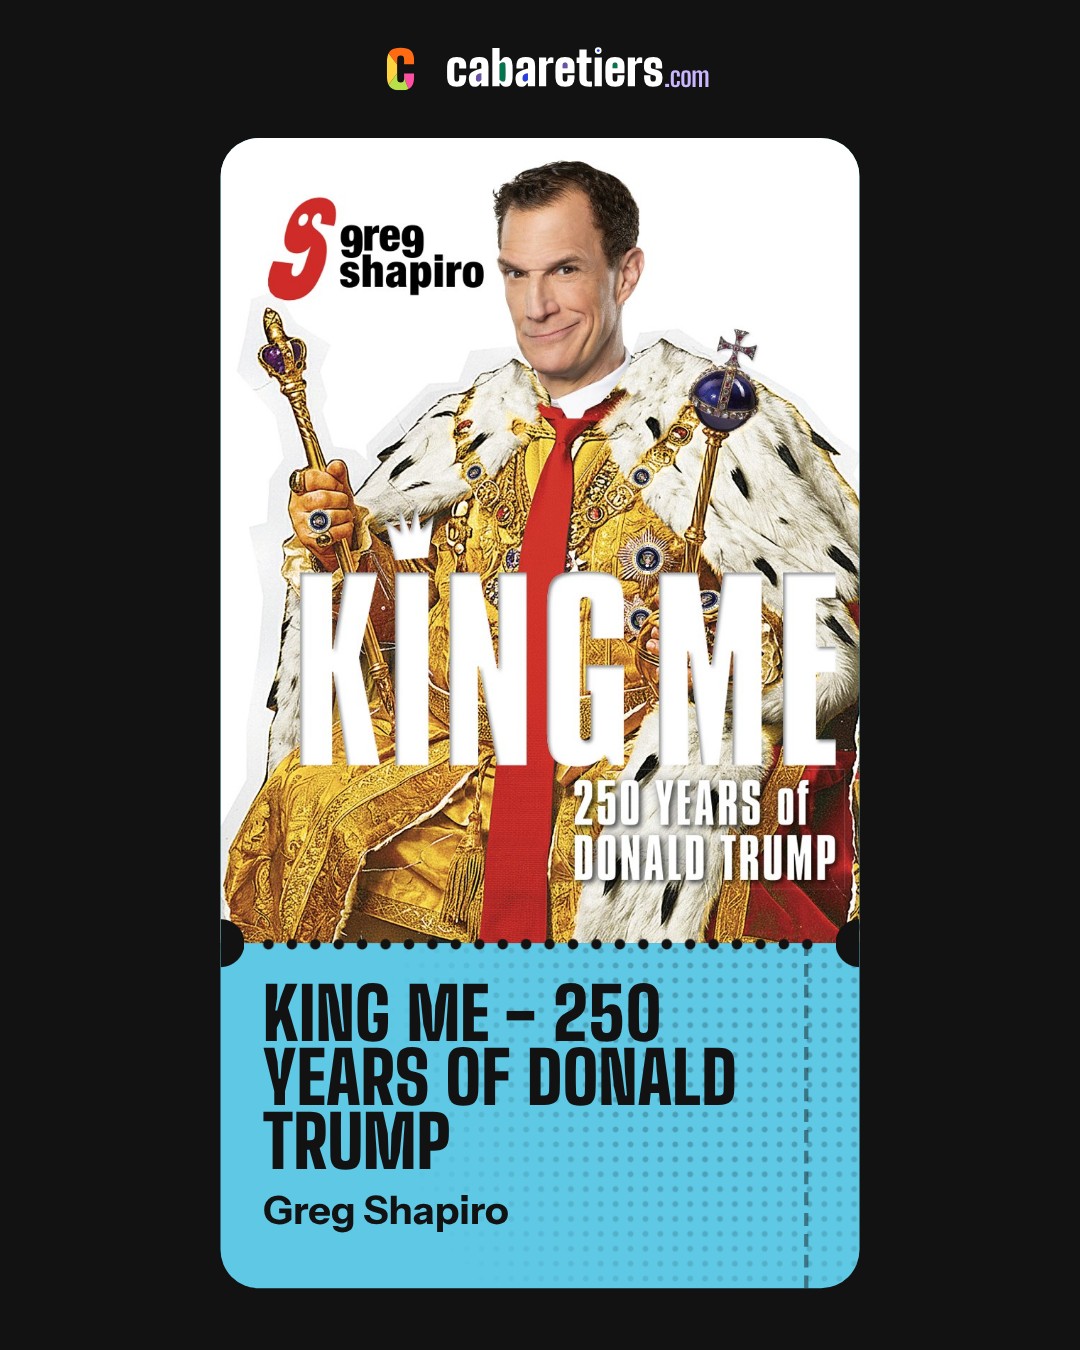 cabaretiers.com
greg
shapiro
KING ME
250 YEARS of
DONALD TRUMP
KING ME – 250
YEARS OF DONALD
TRUMP
Greg Shapiro